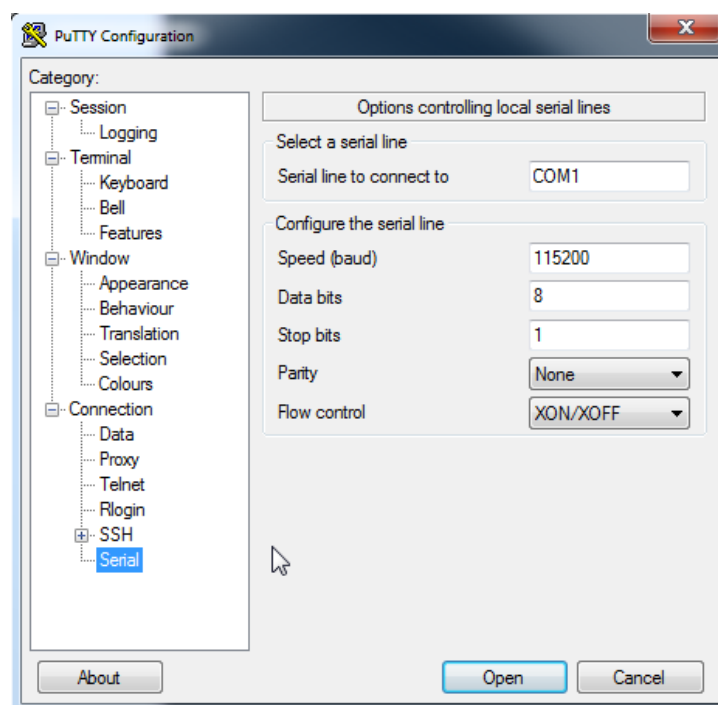 PuTTY Configuration
X
Category:
Session
Logging
Terminal
Keyboard
Bell
Features
Window
Appearance
Behaviour
Translation
Selection
Colours
Connection
Data
Proxy
Telnet
Rlogin
SSH
Serial
Options controlling local serial lines
Select a serial line
Serial line to connect to COM1
Configure the serial line
Speed (baud) 115200
Data bits 8
Stop bits 1
Parity None
Flow control XON/XOFF
About Open Cancel